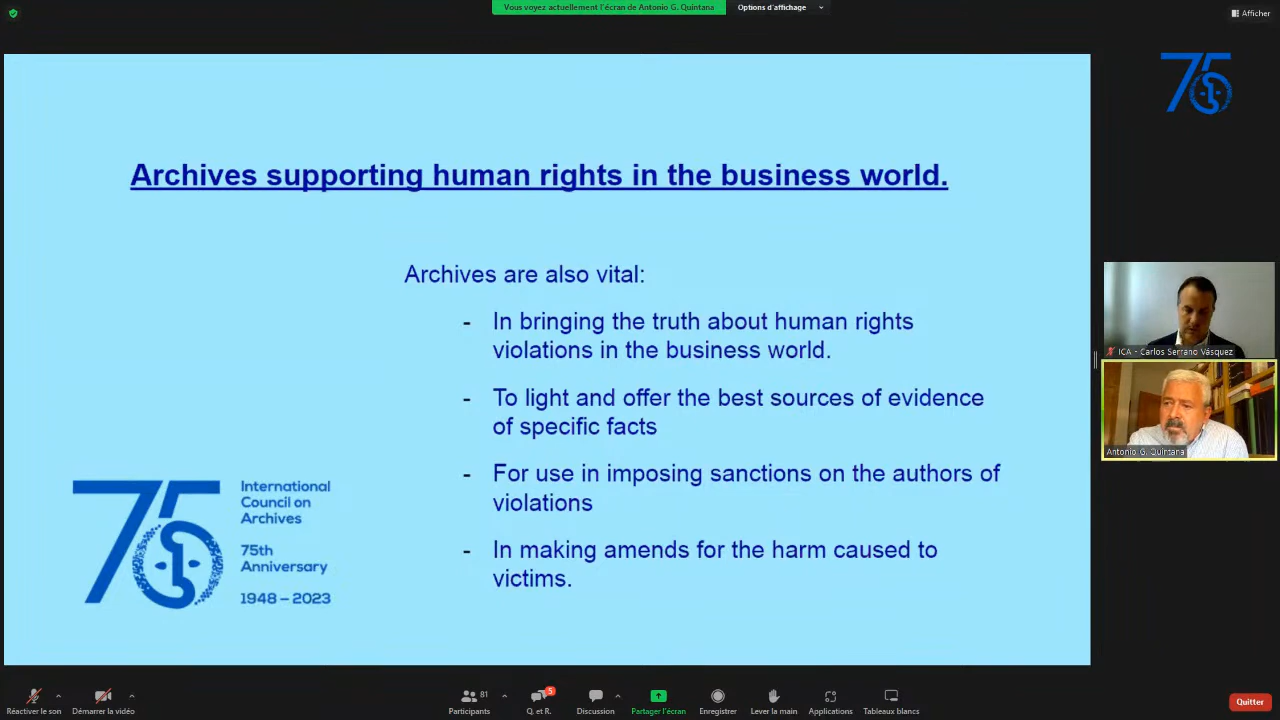 Vous voyez actuellement l'écran de Antonio G. Quintana
Options d'affichage
Afficher
75
Archives supporting human rights in the business world.
Archives are also vital:
- In bringing the truth about human rights
violations in the business world.
- To light and offer the best sources of evidence
of specific facts
- For use in imposing sanctions on the authors of
violations
- In making amends for the harm caused to
victims.
75
International
Council on
Archives
75th
Anniversary
1948 – 2023
ICA - Carlos Serrano Vásquez
Antonio G. Quintana
Réactiver le son
Démarrer la vidéo
81
Participants
5
Q. et R.
Discussion
Partager l'écran
Enregistrer
Lever la main
Applications
Tableaux blancs
Quitter